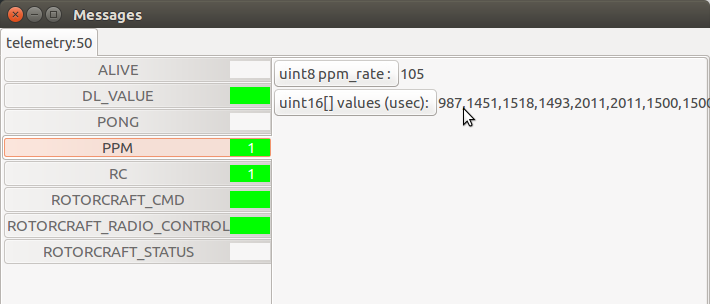 Messages
telemetry:50
ALIVE
DL_VALUE
PONG
PPM 1
RC 1
ROTORCRAFT_CMD
ROTORCRAFT_RADIO_CONTROL
ROTORCRAFT_STATUS
uint8 ppm_rate : 105
uint16[] values (usec): 987,1451,1518,1493,2011,2011,1500,1500